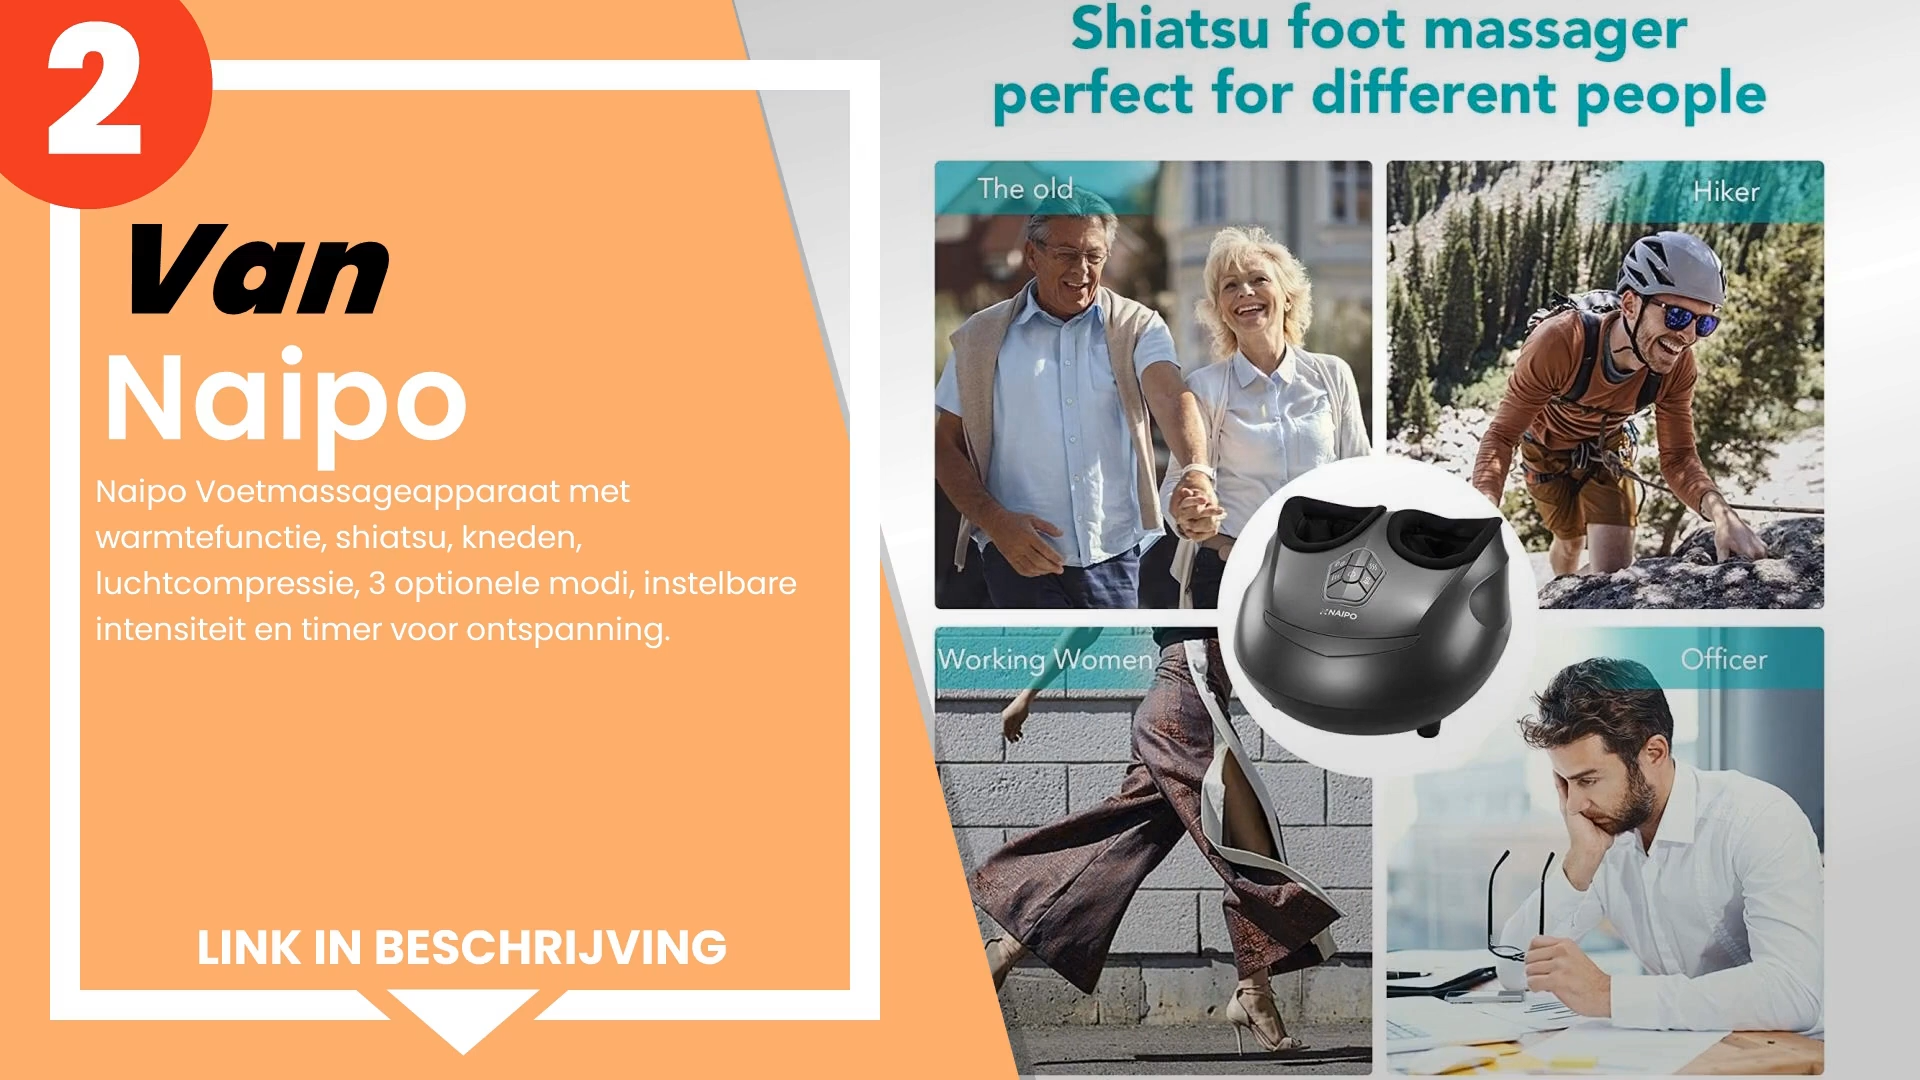 2
Van
Naipo
Naipo Voetmassageapparaat met
warmtefunctie, shiatsu, kneden,
luchtcompressie, 3 optionele modi, instelbare
intensiteit en timer voor ontspanning.
LINK IN BESCHRIJVING
Shiatsu foot massager
perfect for different people
The old
Hiker
NAIPO
Working Women
Officer